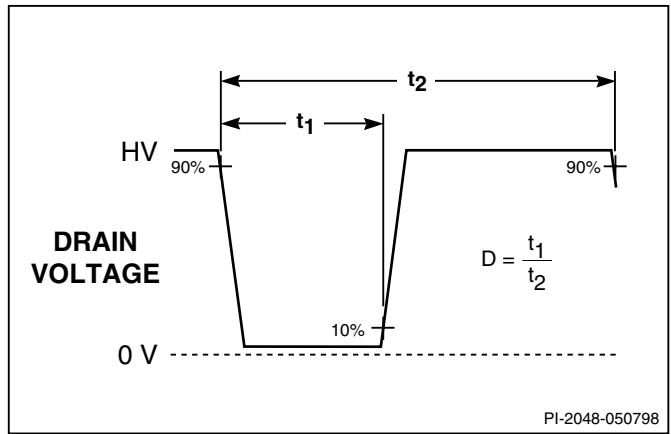 t2
t1
HV
90%
90%
DRAIN
VOLTAGE
D = t1
t2
10%
0 V
PI-2048-050798